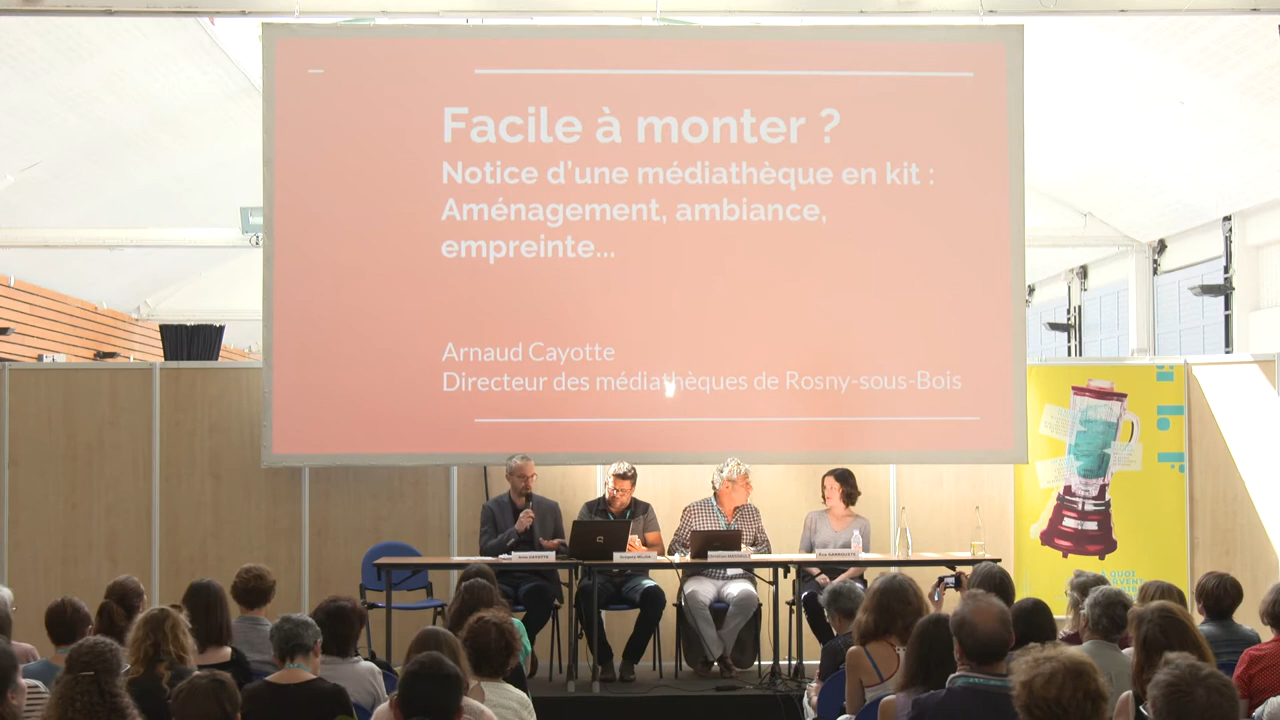 Facile à monter ?
Notice d'une médiathèque en kit :
Aménagement, ambiance,
empreinte...
Arnaud Cayotte
Directeur des médiathèques de Rosny-sous-Bois
À QUOI